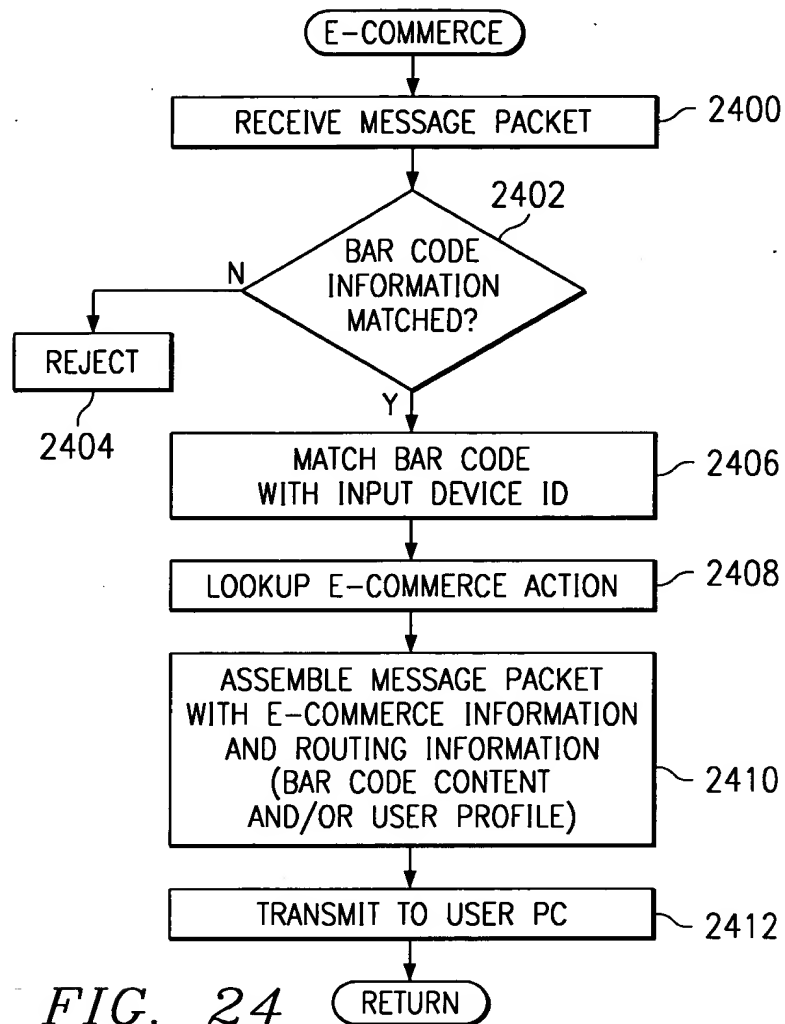 E-COMMERCE
RECEIVE MESSAGE PACKET
2400
2402
BAR CODE
INFORMATION
MATCHED?
N
REJECT
2404
Y
MATCH BAR CODE
WITH INPUT DEVICE ID
2406
LOOKUP E-COMMERCE ACTION
2408
ASSEMBLE MESSAGE PACKET
WITH E-COMMERCE INFORMATION
AND ROUTING INFORMATION
(BAR CODE CONTENT
AND/OR USER PROFILE)
2410
TRANSMIT TO USER PC
2412
RETURN
FIG. 24